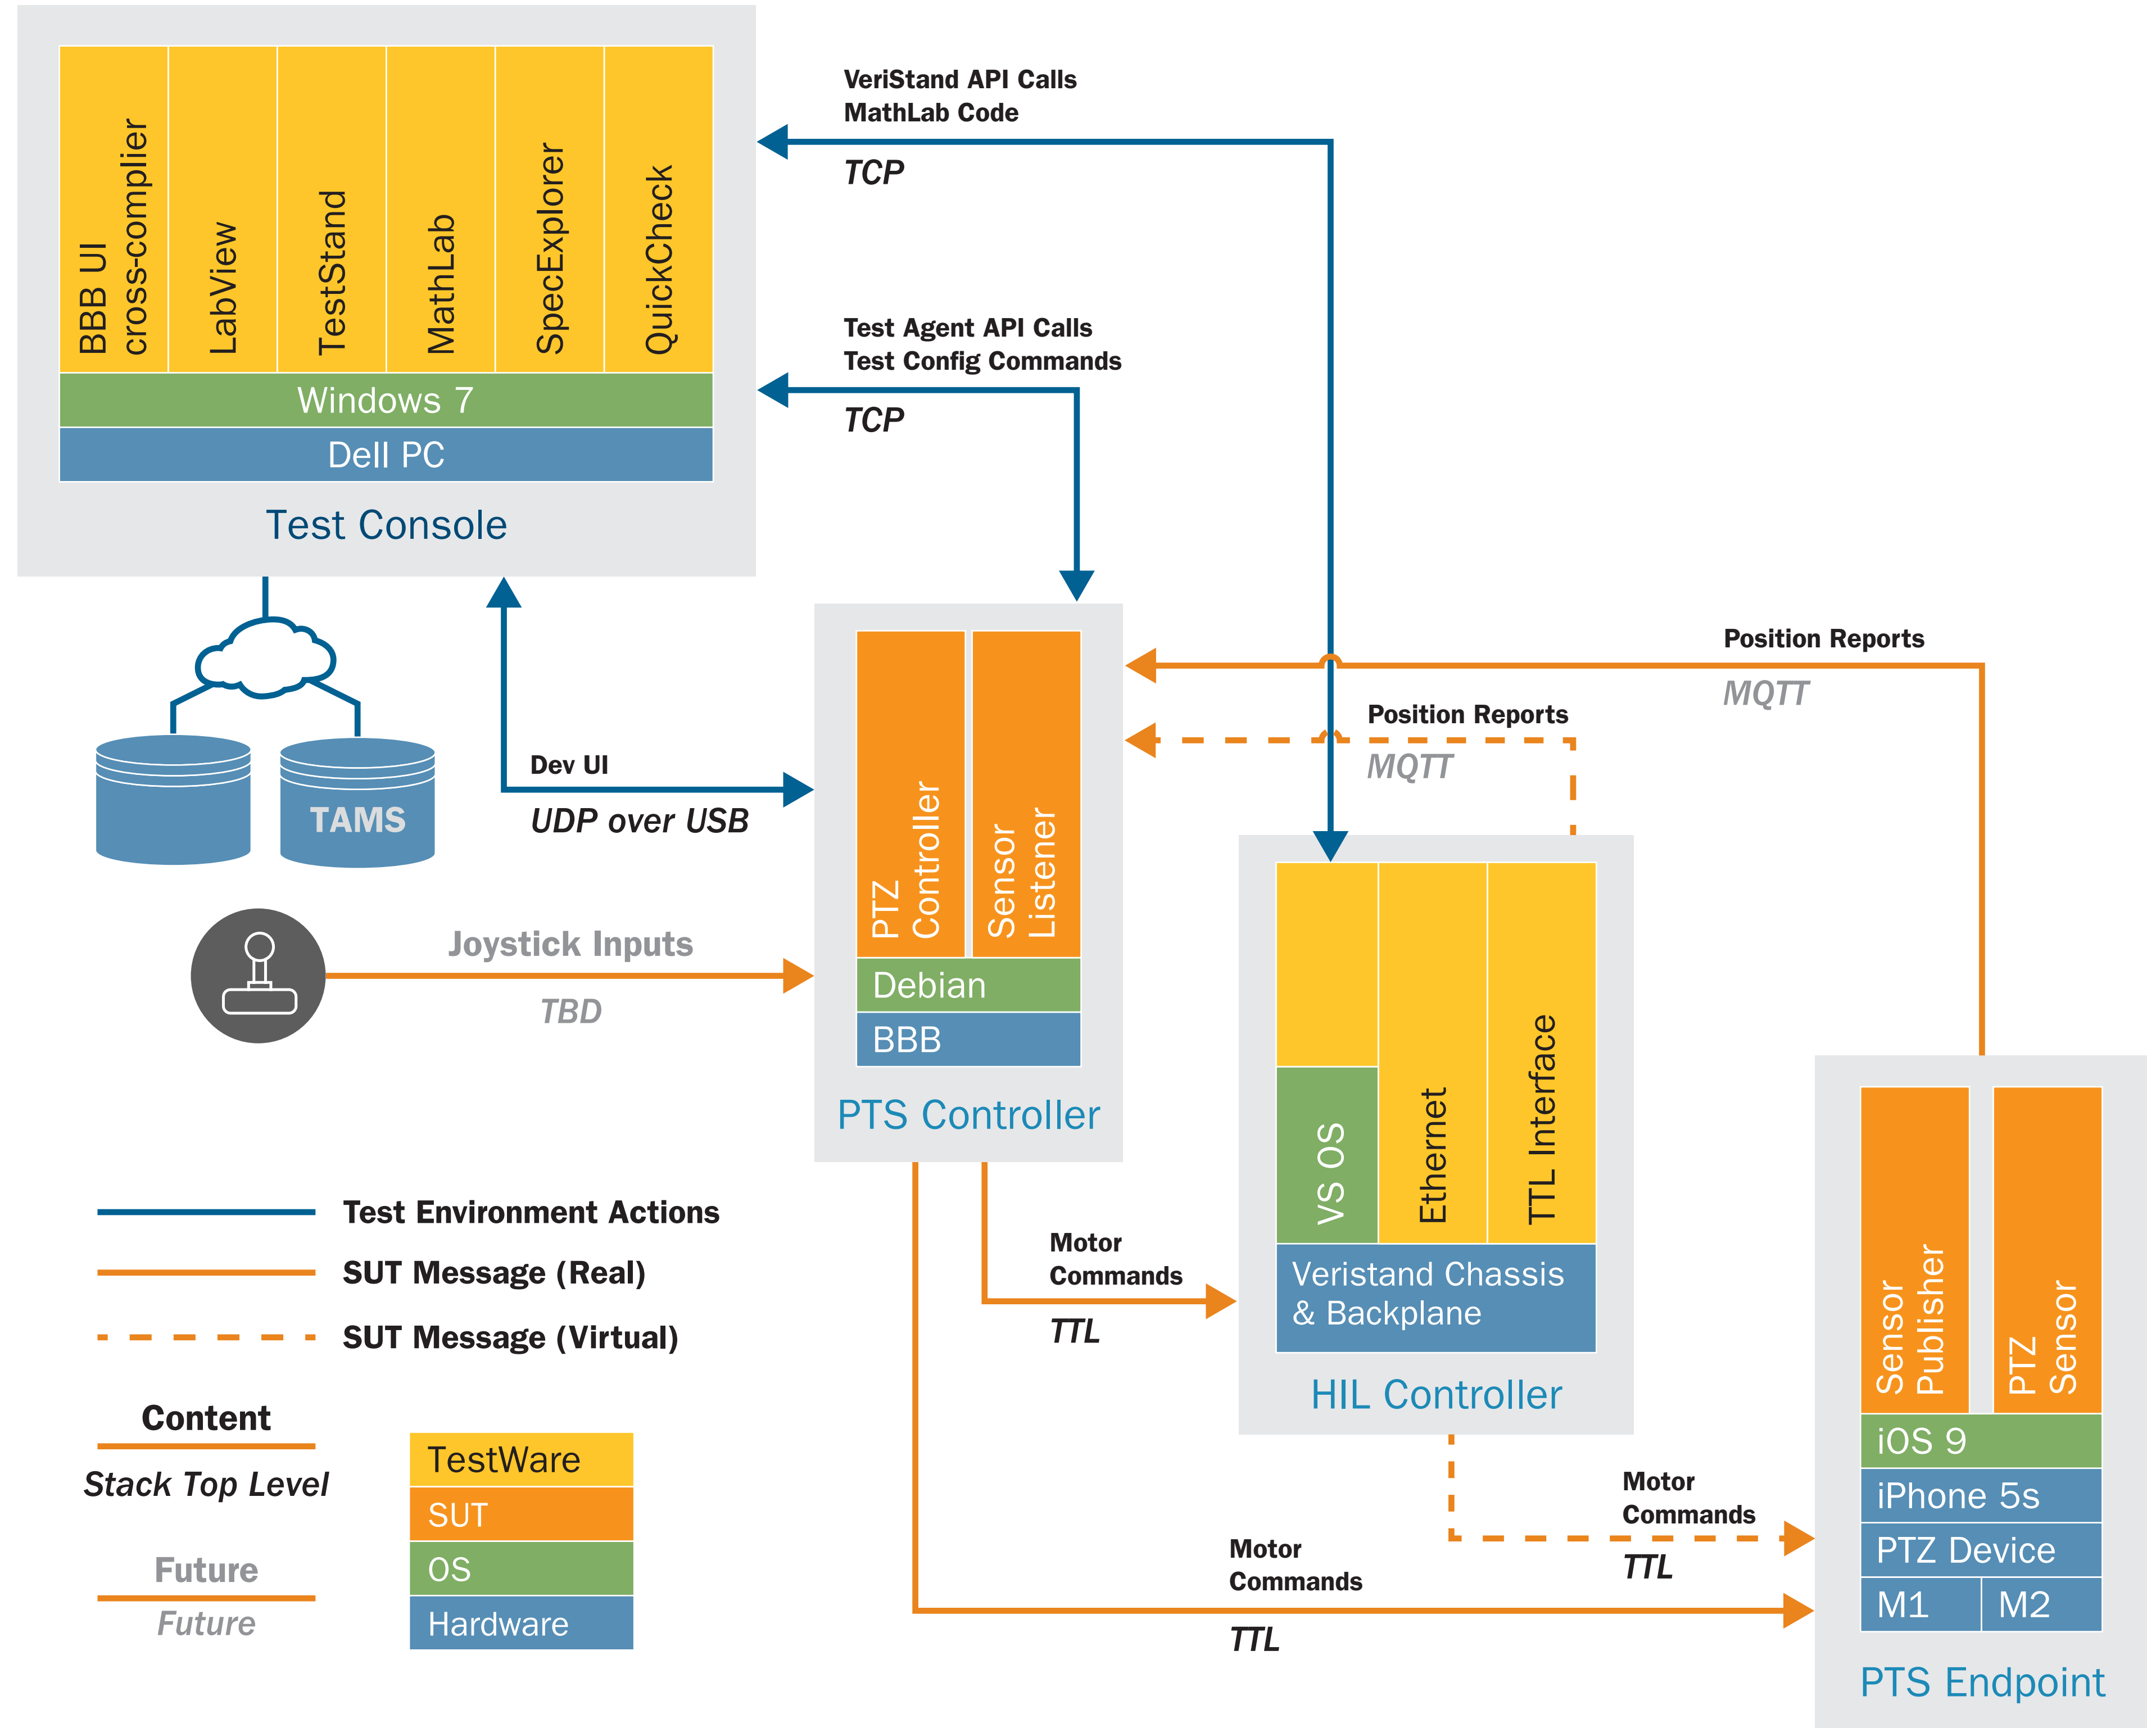 BBB UI
cross-complier
LabView
TestStand
MathLab
SpecExplorer
QuickCheck
Windows 7
Dell PC
Test Console
VeriStand API Calls
MathLab Code
TCP
Test Agent API Calls
Test Config Commands
TCP
TAMS
Dev UI
UDP over USB
Joystick Inputs
TBD
PTZ
Controller
Sensor
Listener
Debian
BBB
PTS Controller
Position Reports
MQTT
Position Reports
MQTT
VS OS
Ethernet
TTL Interface
Veristand Chassis
& Backplane
HIL Controller
Motor
Commands
TTL
Motor
Commands
TTL
Motor
Commands
TTL
Sensor
Publisher
PTZ
Sensor
iOS 9
iPhone 5s
PTZ Device
M1
M2
PTS Endpoint
Test Environment Actions
SUT Message (Real)
SUT Message (Virtual)
Content
Stack Top Level
Future
Future
TestWare
SUT
OS
Hardware